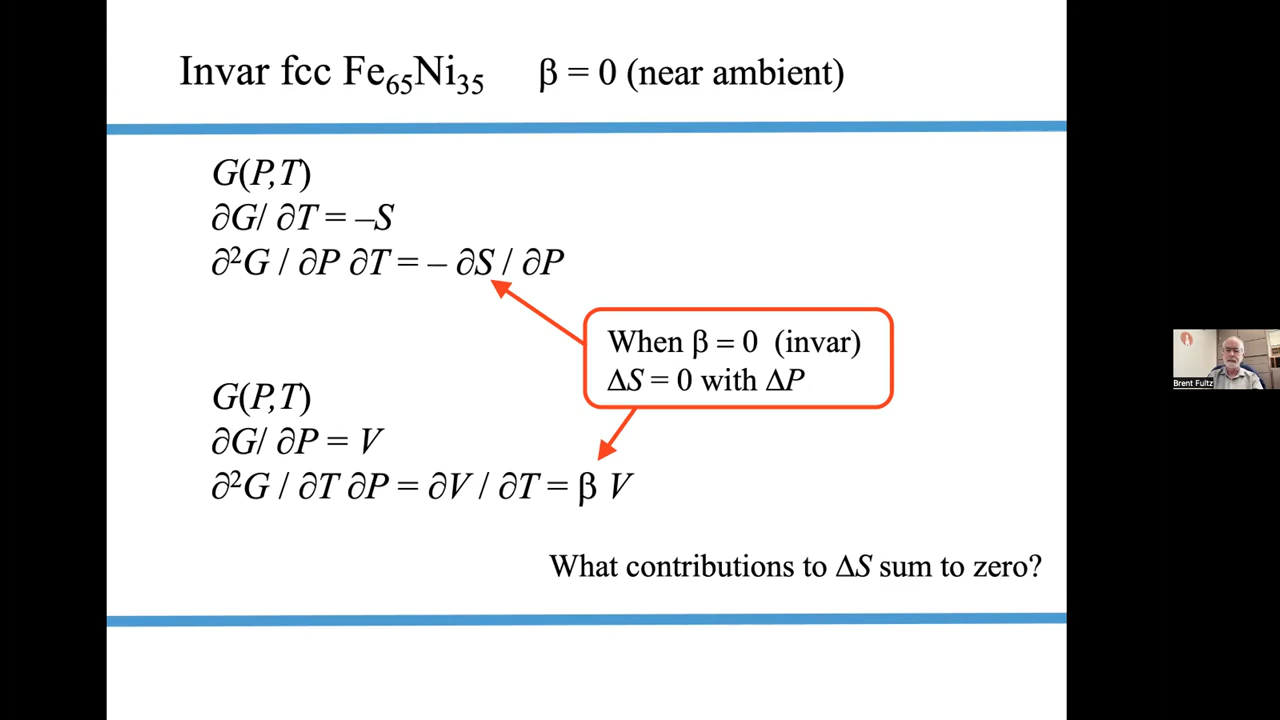 Invar fcc Fe₆₅Ni₃₅ β = 0 (near ambient)
G(P,T)
∂G/ ∂T = –S
∂²G / ∂P ∂T = – ∂S / ∂P
When β = 0 (invar)
ΔS = 0 with ΔP
G(P,T)
∂G/ ∂P = V
∂²G / ∂T ∂P = ∂V / ∂T = β V
What contributions to ΔS sum to zero?
Brent Fultz